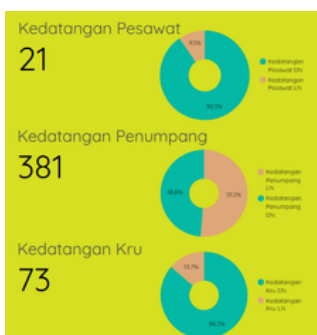 Kedatangan Pesawat
21
9.5%
90.5%
Kedatangan
Pesawat DN
Kedatangan
Pesawat LN
Kedatangan Penumpang
381
48.8%
51.2%
Kedatangan
Penumpang
LN
Kedatangan
Penumpang
DN
Kedatangan Kru
73
13.7%
86.3%
Kedatangan
Kru DN
Kedatangan
Kru LN